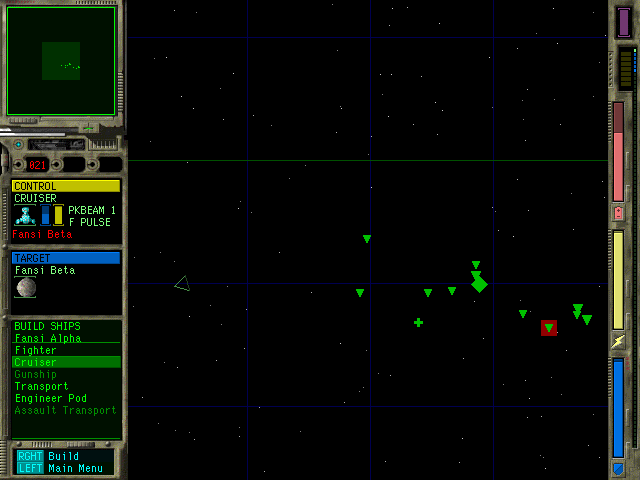 021
CONTROL
CRUISER
PKBEAM 1
F PULSE
Fansi Beta
TARGET
Fansi Beta
BUILD SHIPS
Fansi Alpha
Fighter
Cruiser
Gunship
Transport
Engineer Pod
Assault Transport
RGHT Build
LEFT Main Menu